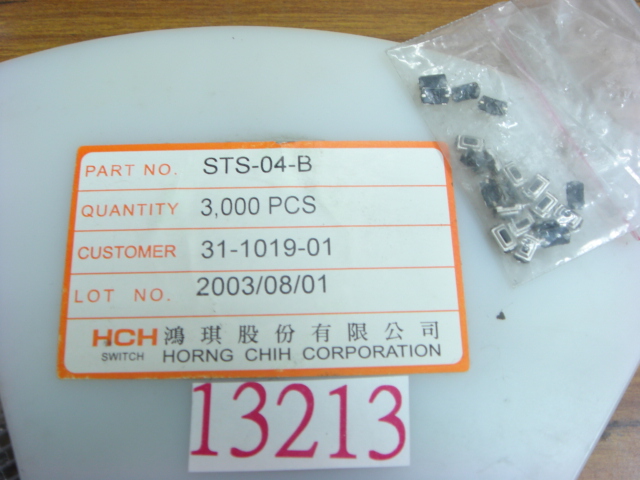 PART NO. STS-04-B
QUANTITY 3,000 PCS
CUSTOMER 31-1019-01
LOT NO. 2003/08/01
HCH 鴻琪股份有限公司
SWITCH HORNG CHIH CORPORATION
13213